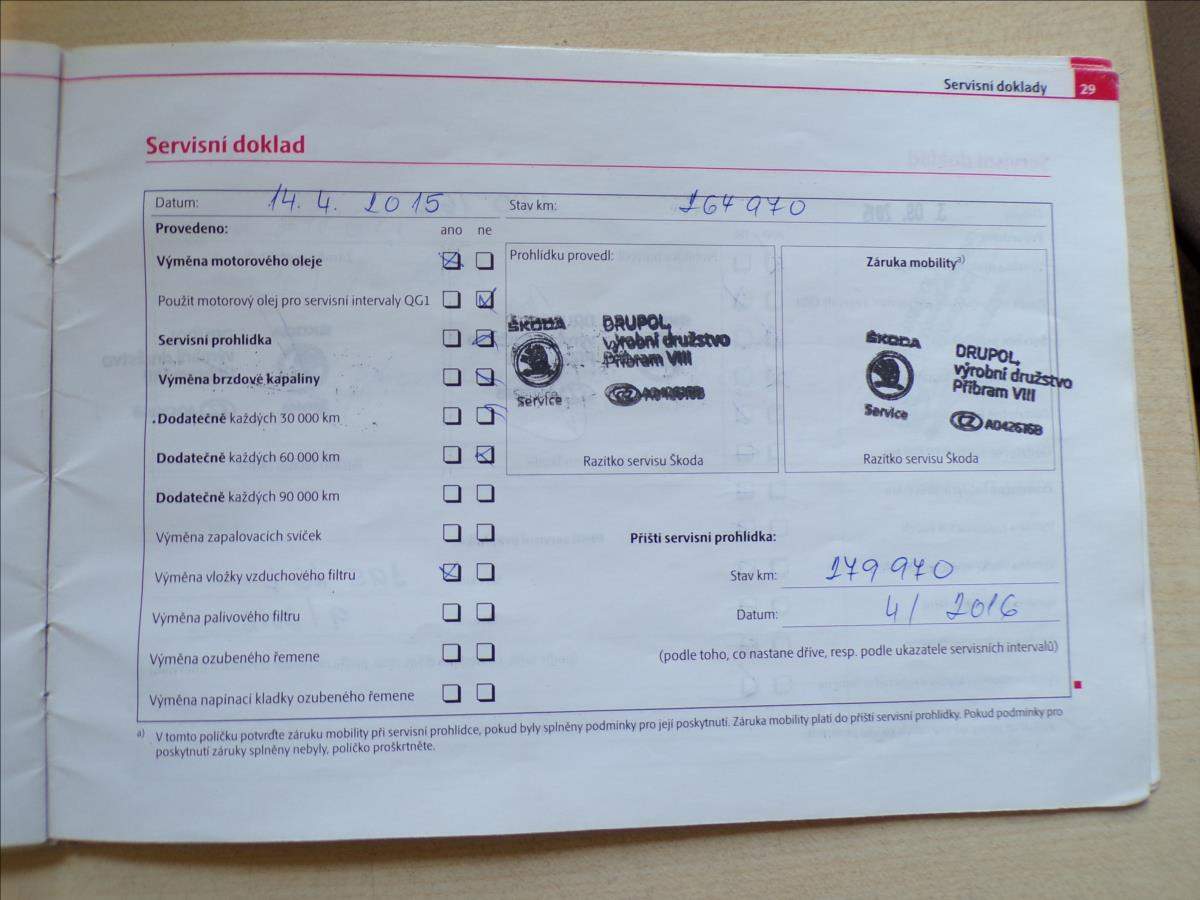 Servisní doklady 29
Servisní doklad
Datum: 14. 4. 2015 Stav km: 164 970
Provedeno: ano ne
Výměna motorového oleje
Použit motorový olej pro servisní intervaly QG1
Servisní prohlídka
Výměna brzdové kapaliny
Dodatečně každých 30 000 km
Dodatečně každých 60 000 km
Dodatečně každých 90 000 km
Výměna zapalovacích svíček
Výměna vložky vzduchového filtru
Výměna palivového filtru
Výměna ozubeného řemene
Výměna napínací kladky ozubeného řemene
Prohlídku provedl:
ŠKODA
Service
DRUPOL,
výrobní družstvo
Příbram VIII
CZ A042616B
Razítko servisu Škoda
Záruka mobility a)
ŠKODA
Service
DRUPOL,
výrobní družstvo
Příbram VIII
CZ A042616B
Razítko servisu Škoda
Příští servisní prohlídka:
Stav km: 179 970
Datum: 4/ 2016
(podle toho, co nastane dříve, resp. podle ukazatele servisních intervalů)
a) V tomto políčku potvrďte záruku mobility při servisní prohlídce, pokud byly splněny podmínky pro její poskytnutí. Záruka mobility platí do příští servisní prohlídky. Pokud podmínky pro
poskytnutí záruky splněny nebyly, políčko proškrtněte.